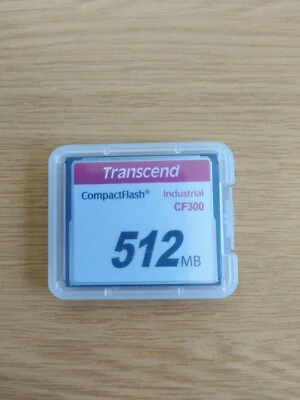 Transcend
CompactFlash® Industrial
CF300
512MB